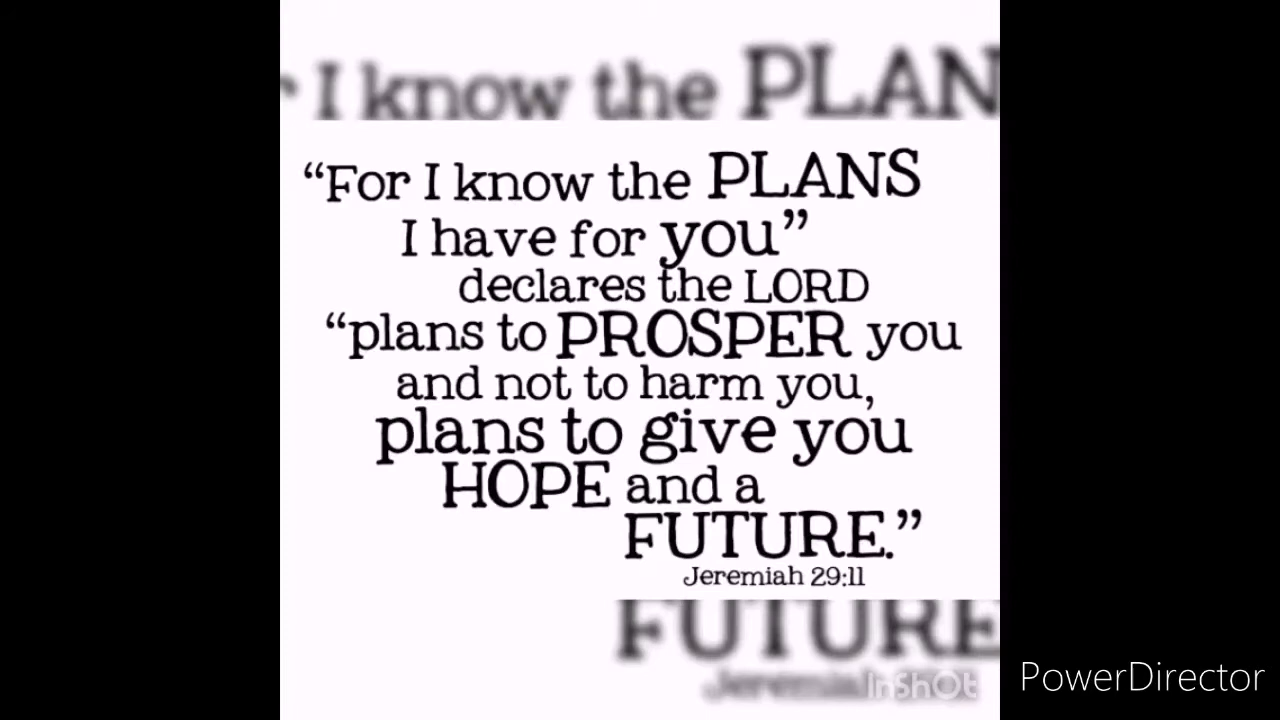 I know the PLAN
“For I know the PLANS
I have for you”
declares the LORD
“plans to PROSPER you
and not to harm you,
plans to give you
HOPE and a
FUTURE.”
Jeremiah 29:11
FUTURE
Jeremiah
InShOt
PowerDirector